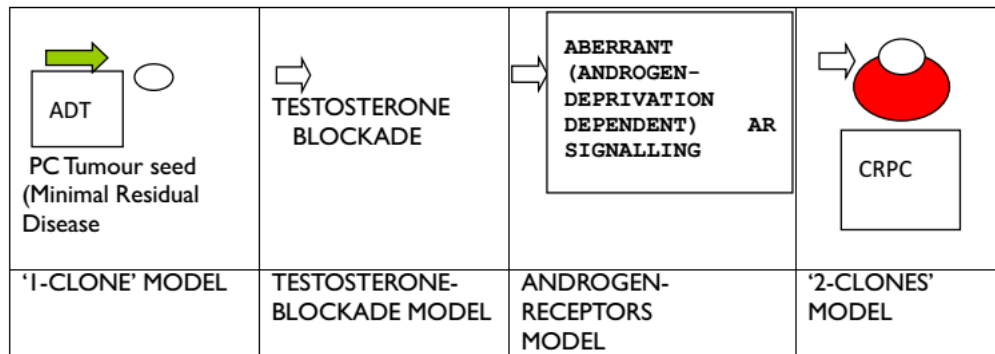 ADT
PC Tumour seed
(Minimal Residual
Disease
TESTOSTERONE
BLOCKADE
ABERRANT
(ANDROGEN-
DEPRIVATION
DEPENDENT) AR
SIGNALLING
CRPC
‘1-CLONE’ MODEL
TESTOSTERONE-
BLOCKADE MODEL
ANDROGEN-
RECEPTORS
MODEL
‘2-CLONES’
MODEL